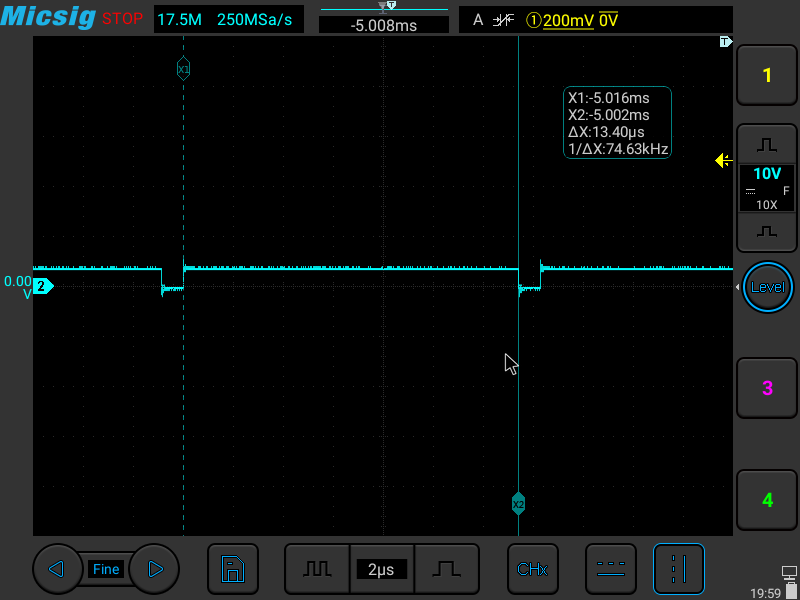 Micsig STOP 17.5M 250MSa/s -5.008ms A 1 200mV 0V
T
T
X1
X1:-5.016ms
X2:-5.002ms
ΔX:13.40μs
1/ΔX:74.63kHz
1
10V
F
10X
0.00
V
2
Level
3
X2
4
Fine
2μs
CHx
19:59